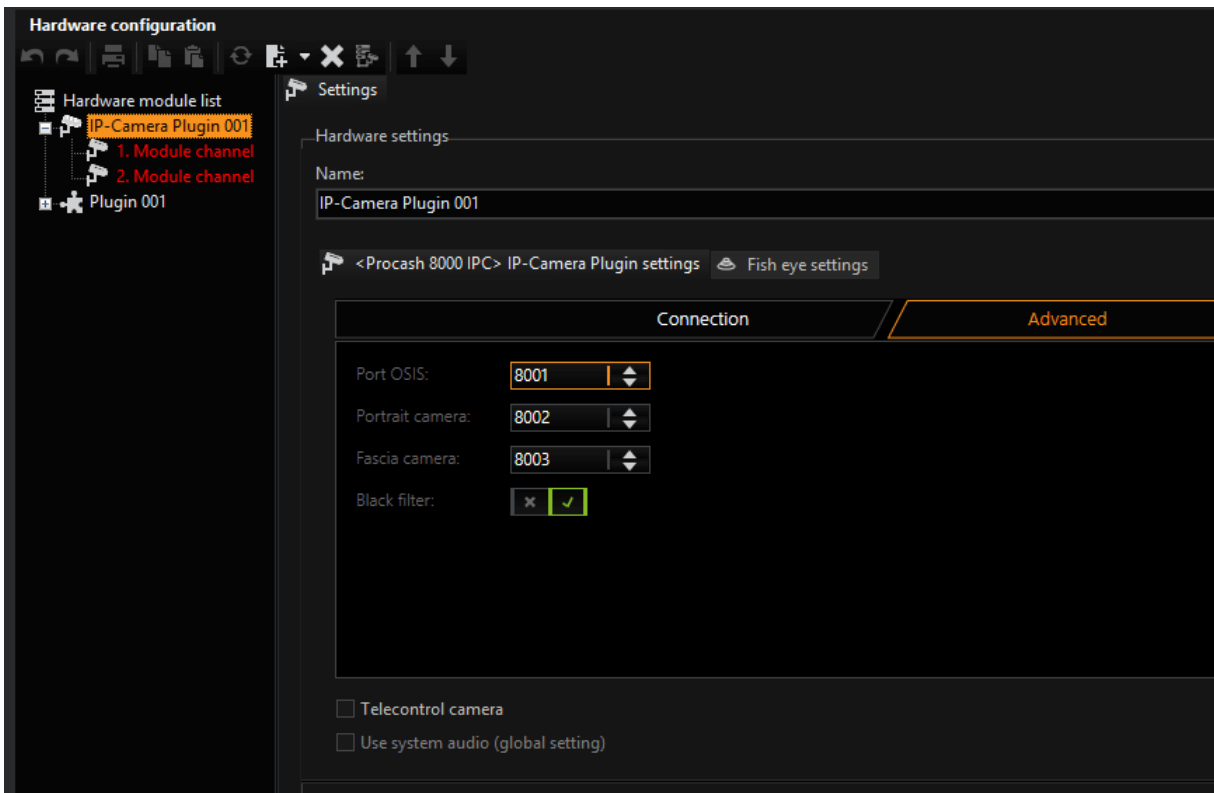 Hardware configuration
Hardware module list
IP-Camera Plugin 001
1. Module channel
2. Module channel
Plugin 001
Settings
Hardware settings
Name:
IP-Camera Plugin 001
<Procash 8000 IPC> IP-Camera Plugin settings
Fish eye settings
Connection
Advanced
Port OSIS: 8001
Portrait camera: 8002
Fascia camera: 8003
Black filter:
Telecontrol camera
Use system audio (global setting)